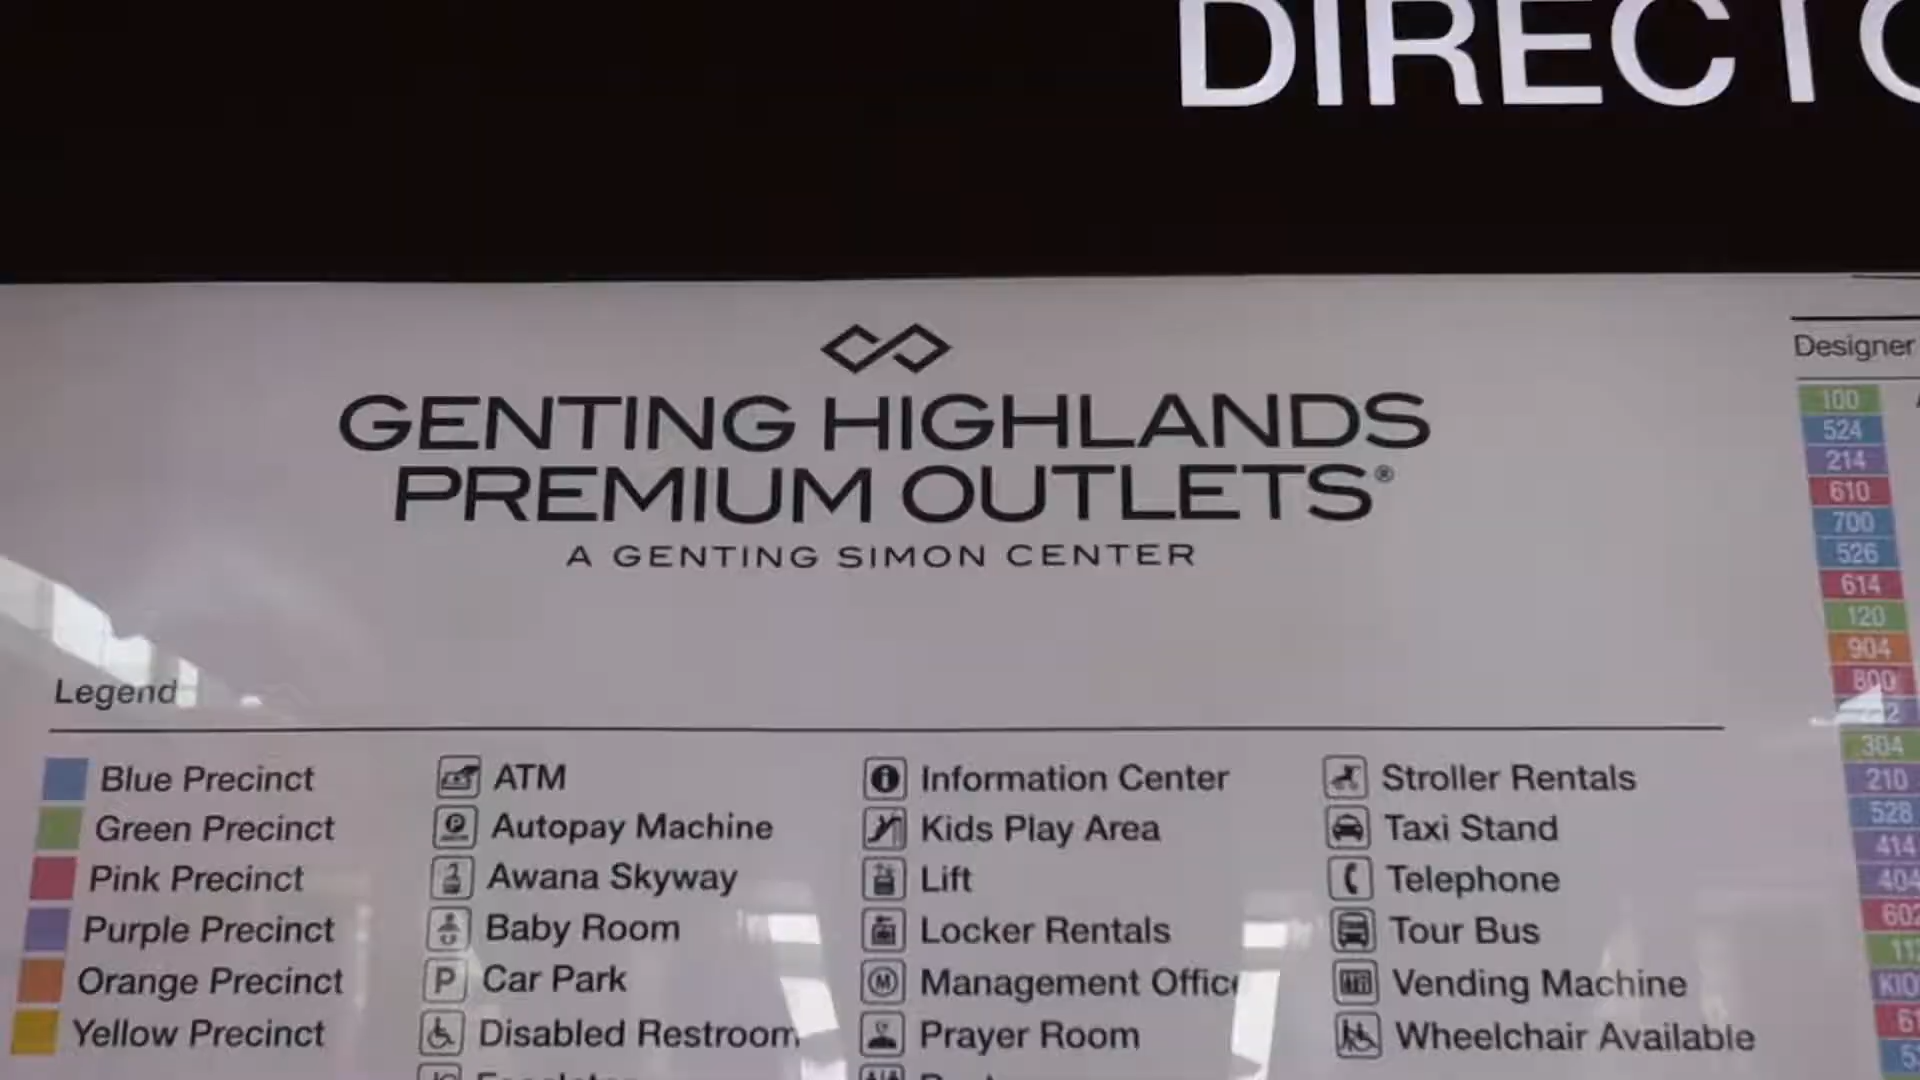 DIRECTO
GENTING HIGHLANDS
PREMIUM OUTLETS®
A GENTING SIMON CENTER
Legend
Blue Precinct
Green Precinct
Pink Precinct
Purple Precinct
Orange Precinct
Yellow Precinct
ATM
Autopay Machine
Awana Skyway
Baby Room
P Car Park
Disabled Restroom
Information Center
Kids Play Area
Lift
Locker Rentals
Management Office
Prayer Room
Stroller Rentals
Taxi Stand
Telephone
Tour Bus
Vending Machine
Wheelchair Available
Designer
100
524
214
610
700
526
614
120
904
800
304
210
528
414
404
602